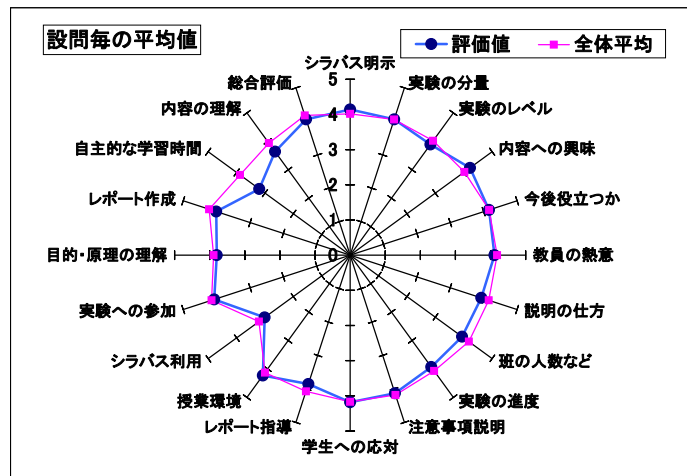 設問毎の平均値
評価値
全体平均
シラバス明示
実験の分量
実験のレベル
内容への興味
今後役立つか
教員の熱意
説明の仕方
班の人数など
実験の進度
注意事項説明
学生への応対
レポート指導
授業環境
シラバス利用
実験への参加
目的・原理の理解
レポート作成
自主的な学習時間
内容の理解
総合評価
5
4
3
2
1
0